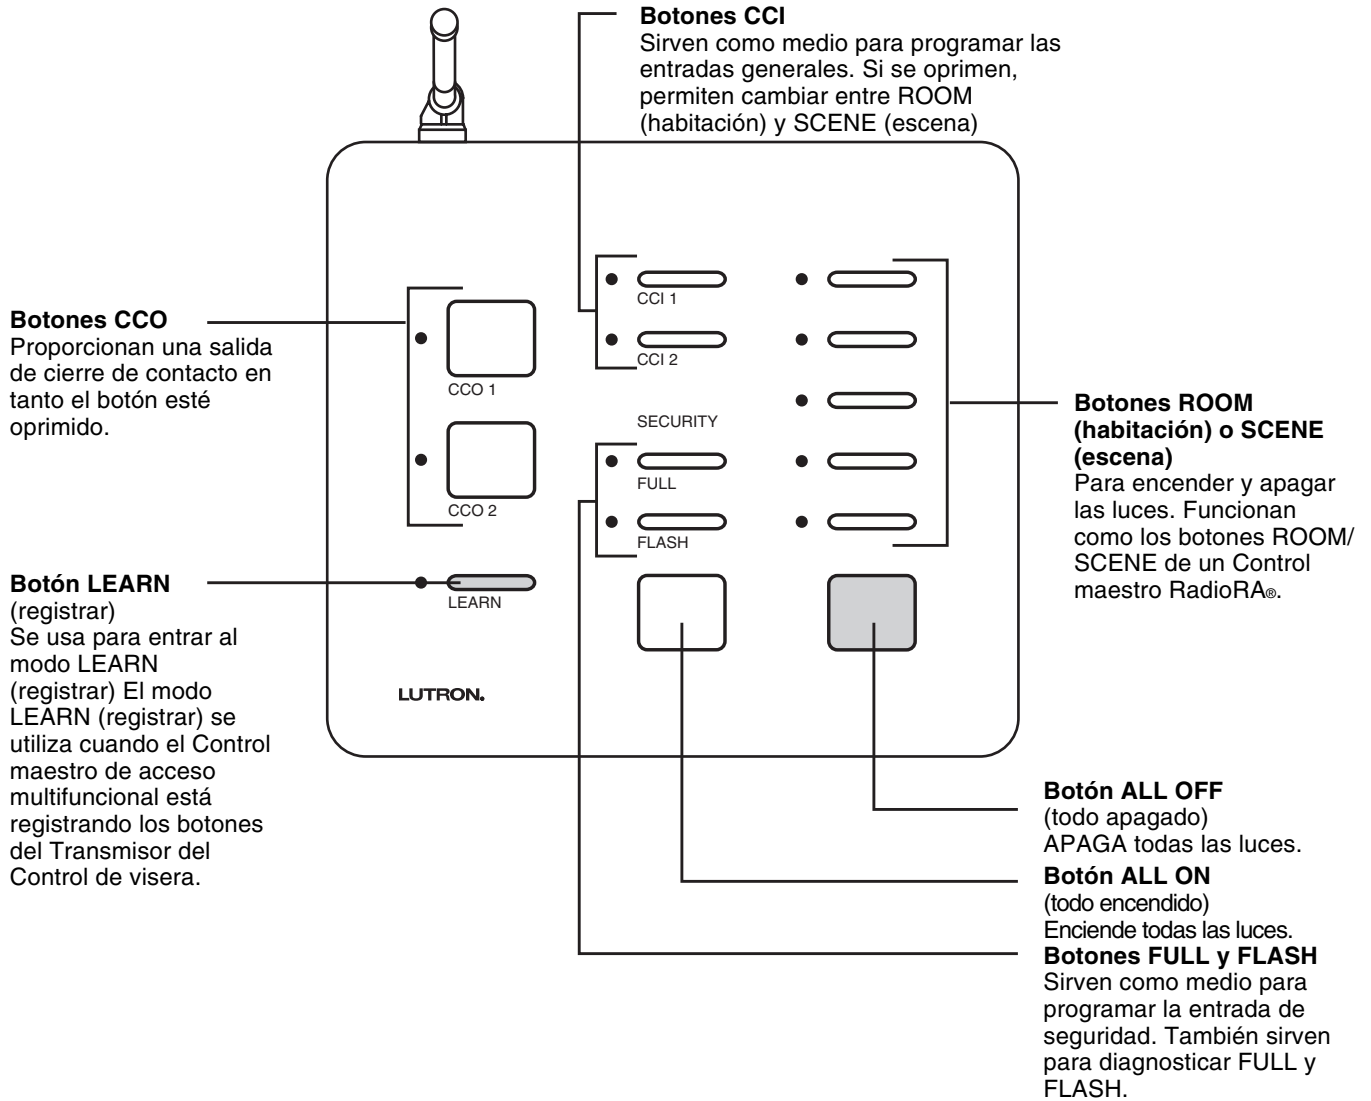 Botones CCI
Sirven como medio para programar las
entradas generales. Si se oprimen,
permiten cambiar entre ROOM
(habitación) y SCENE (escena)
Botones CCO
Proporcionan una salida
de cierre de contacto en
tanto el botón esté
oprimido.
Botón LEARN
(registrar)
Se usa para entrar al
modo LEARN
(registrar) El modo
LEARN (registrar) se
utiliza cuando el Control
maestro de acceso
multifuncional está
registrando los botones
del Transmisor del
Control de visera.
CCO 1
CCO 2
LEARN
LUTRON.
CCI 1
CCI 2
SECURITY
FULL
FLASH
Botones ROOM
(habitación) o SCENE
(escena)
Para encender y apagar
las luces. Funcionan
como los botones ROOM/
SCENE de un Control
maestro RadioRA®.
Botón ALL OFF
(todo apagado)
APAGA todas las luces.
Botón ALL ON
(todo encendido)
Enciende todas las luces.
Botones FULL y FLASH
Sirven como medio para
programar la entrada de
seguridad. También sirven
para diagnosticar FULL y
FLASH.